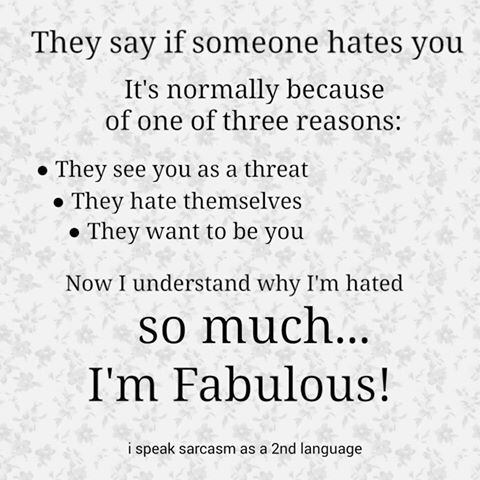 They say if someone hates you
It's normally because
of one of three reasons:
• They see you as a threat
• They hate themselves
• They want to be you
Now I understand why I'm hated
so much...
I'm Fabulous!
i speak sarcasm as a 2nd language